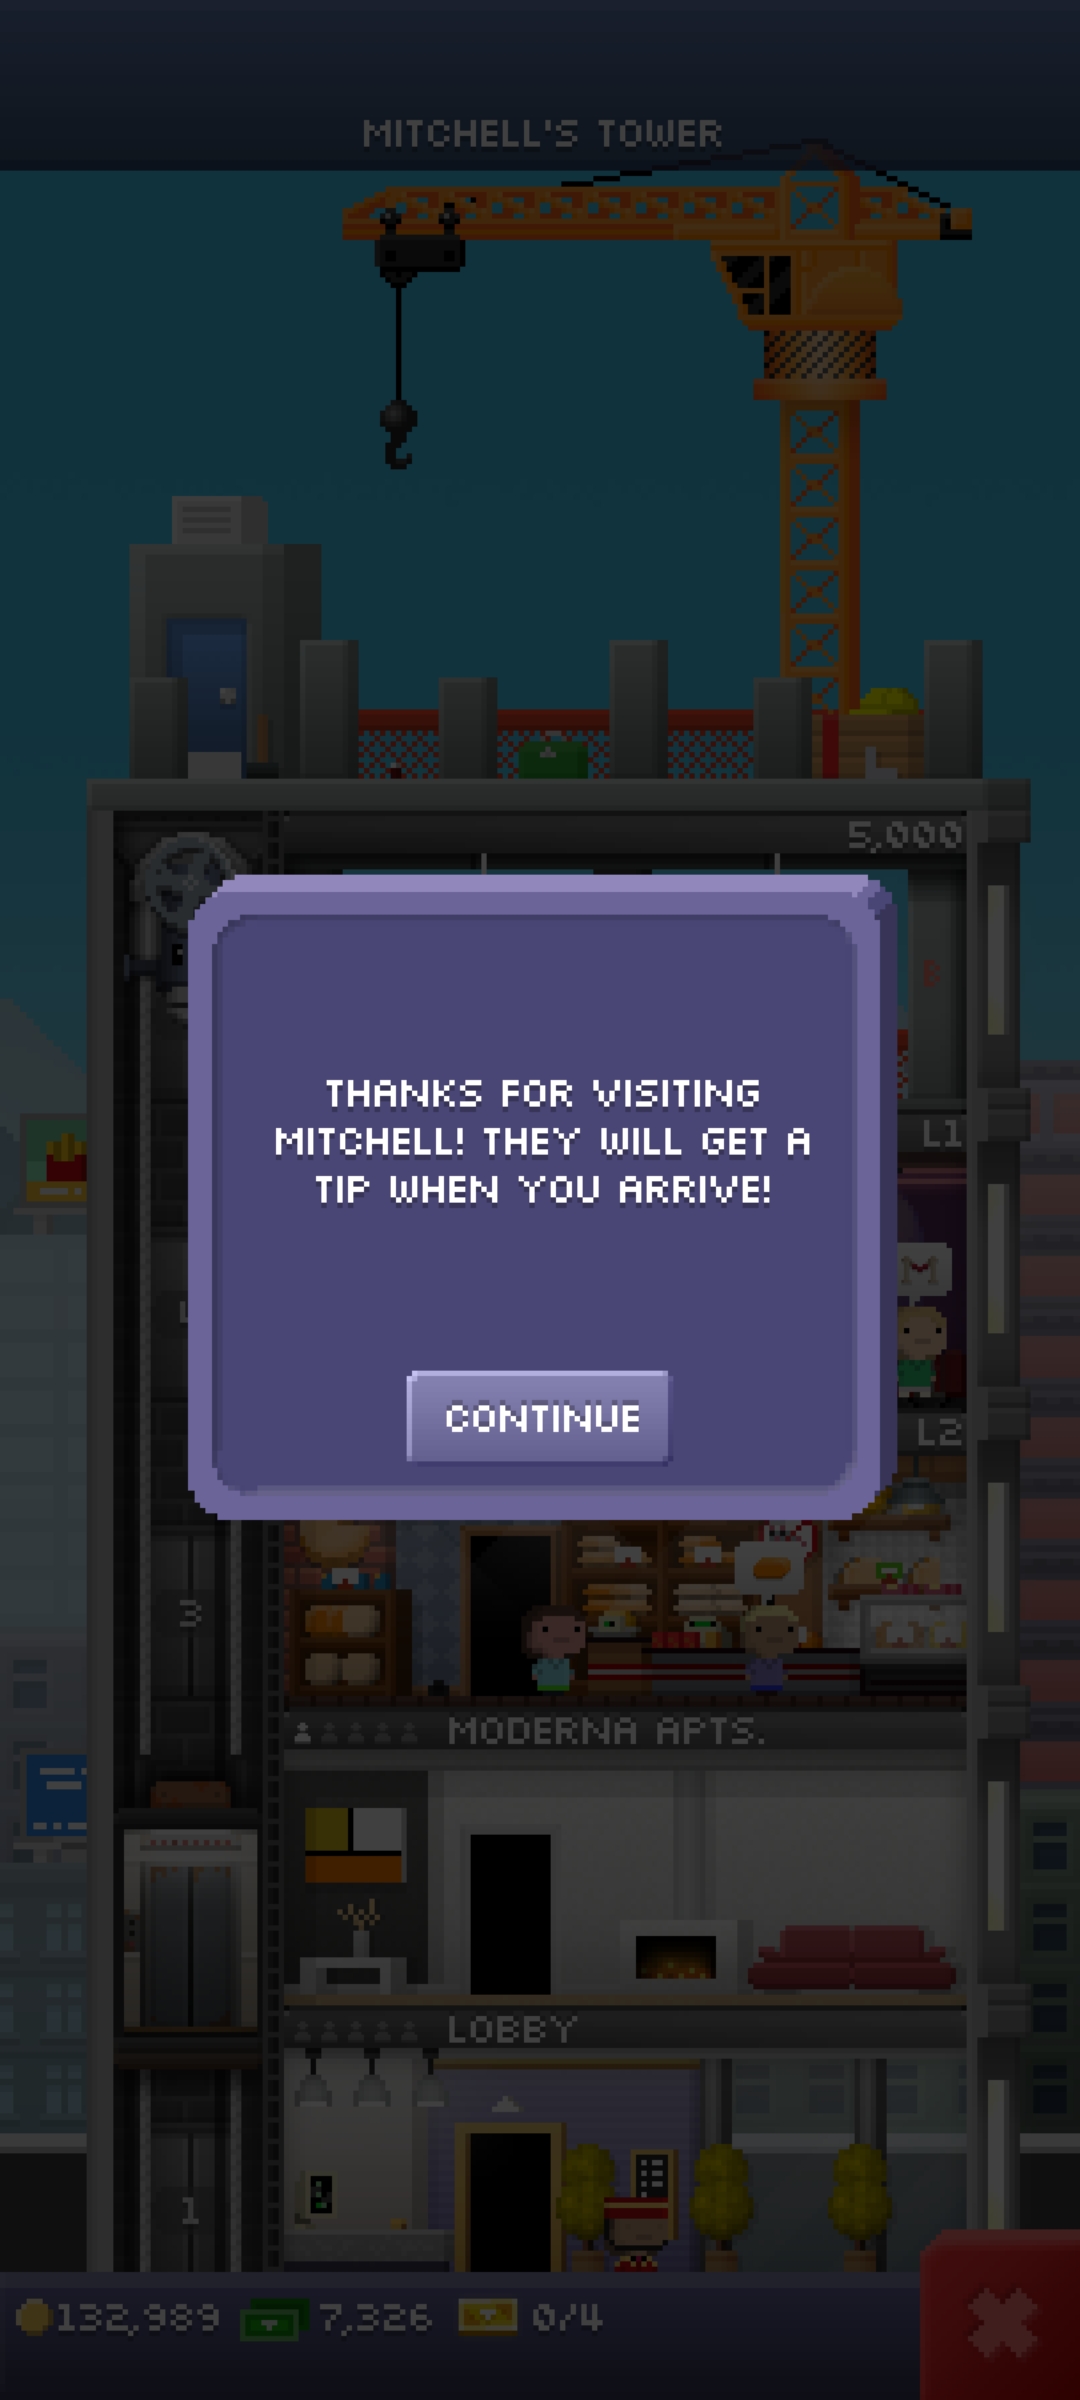 MITCHELL'S TOWER
5,000
THANKS FOR VISITING
MITCHELL! THEY WILL GET A
TIP WHEN YOU ARRIVE!
CONTINUE
L1
M
L2
3
MODERNA APTS.
LOBBY
1
132,989 7,326 0/4